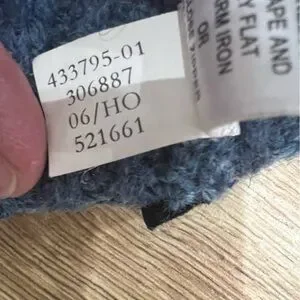 433795-01
306887
06/HO
521661
APE AND
Y FLAT
RM IRON
OR